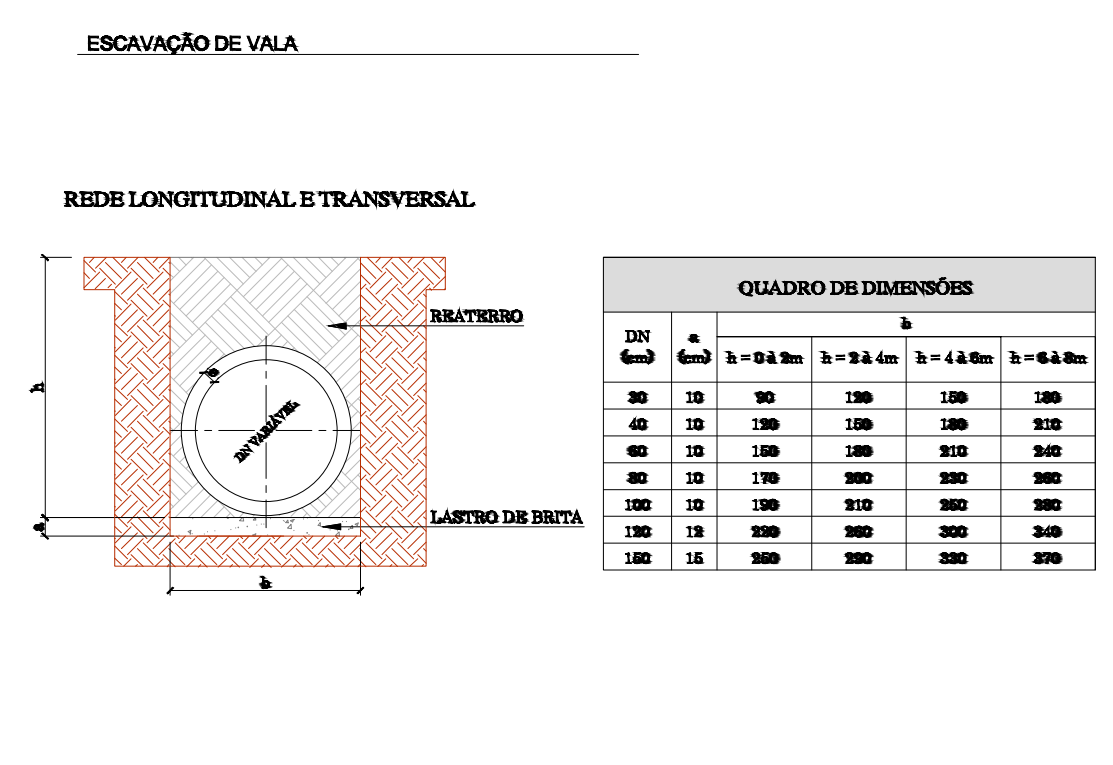 ESCAVAÇÃO DE VALA
REDE LONGITUDINAL E TRANSVERSAL
REATERRO
h
e
DN VARIÁVEL
LASTRO DE BRITA
a
b
QUADRO DE DIMENSÕES
DN (cm) a (cm) b
h = 0 à 2m h = 2 à 4m h = 4 à 6m h = 6 à 8m
30 10 90 120 150 180
40 10 120 150 180 210
60 10 150 180 210 240
80 10 170 200 230 260
100 10 190 210 250 280
120 12 220 260 300 340
150 15 250 290 330 370